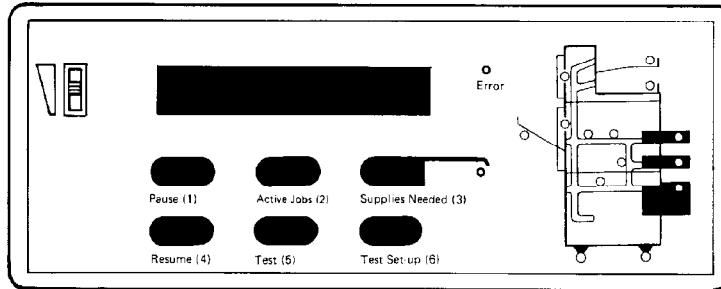 Error
Pause (1) Active Jobs (2) Supplies Needed (3)
Resume (4) Test (5) Test Set-up (6)